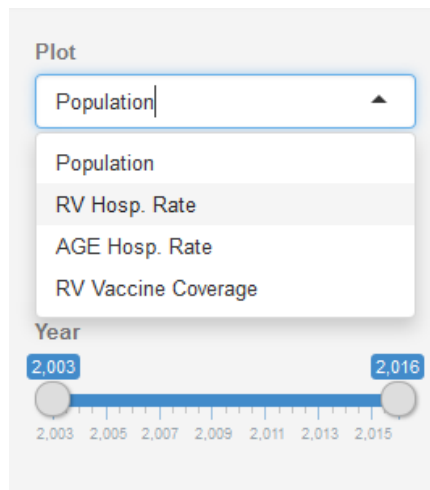 Plot
Population
Population
RV Hosp. Rate
AGE Hosp. Rate
RV Vaccine Coverage
Year
2,003 2,016
2,003 2,005 2,007 2,009 2,011 2,013 2,015